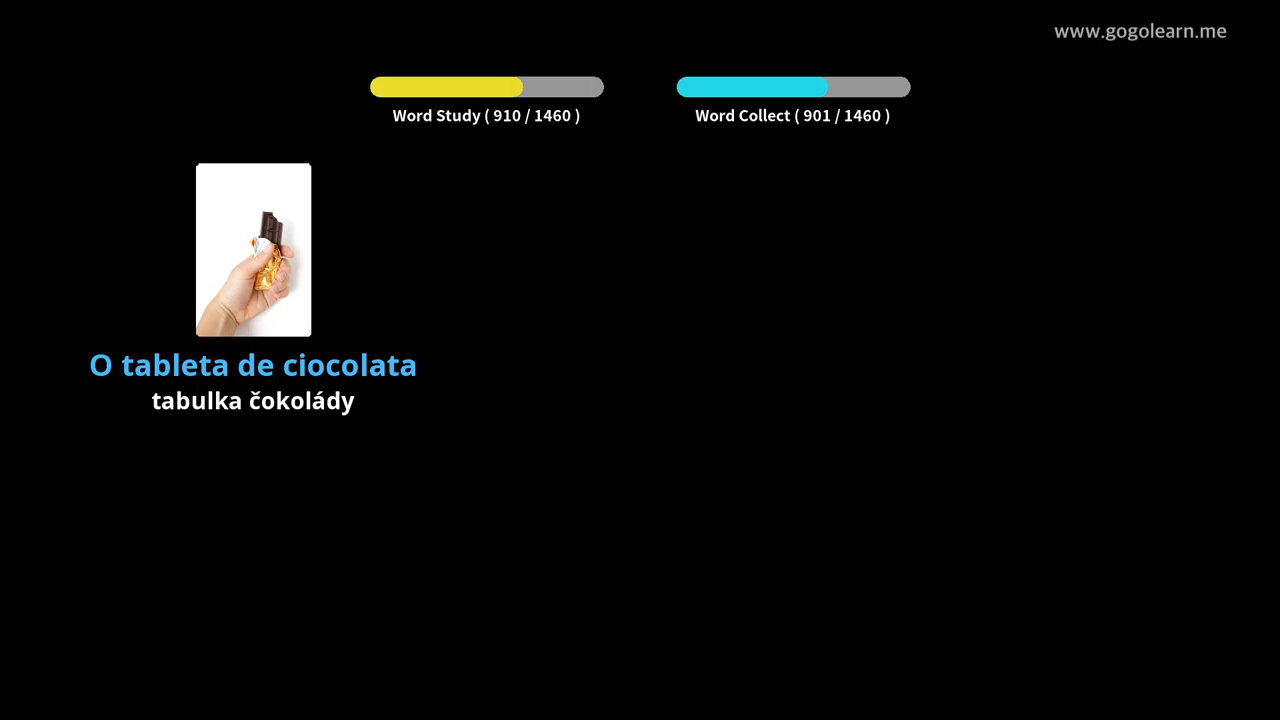 www.gogolearn.me
Word Study ( 910 / 1460 )
Word Collect ( 901 / 1460 )
O tableta de ciocolata
tabulka čokolády